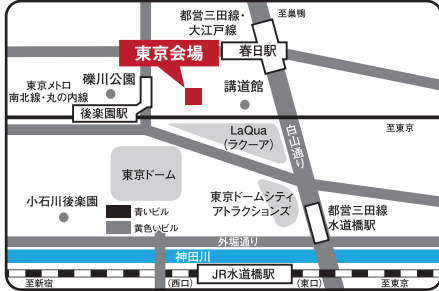 都営三田線・
大江戸線
至巣鴨
東京会場
春日駅
礫川公園
東京メトロ
南北線・丸の内線
後楽園駅
講道館
至東京
LaQua
(ラクーア)
白山通り
東京ドーム
小石川後楽園
東京ドームシティ
アトラクションズ
都営三田線
水道橋駅
青いビル
黄色いビル
外堀通り
神田川
JR水道橋駅
至新宿
(西口)
(東口)
至東京